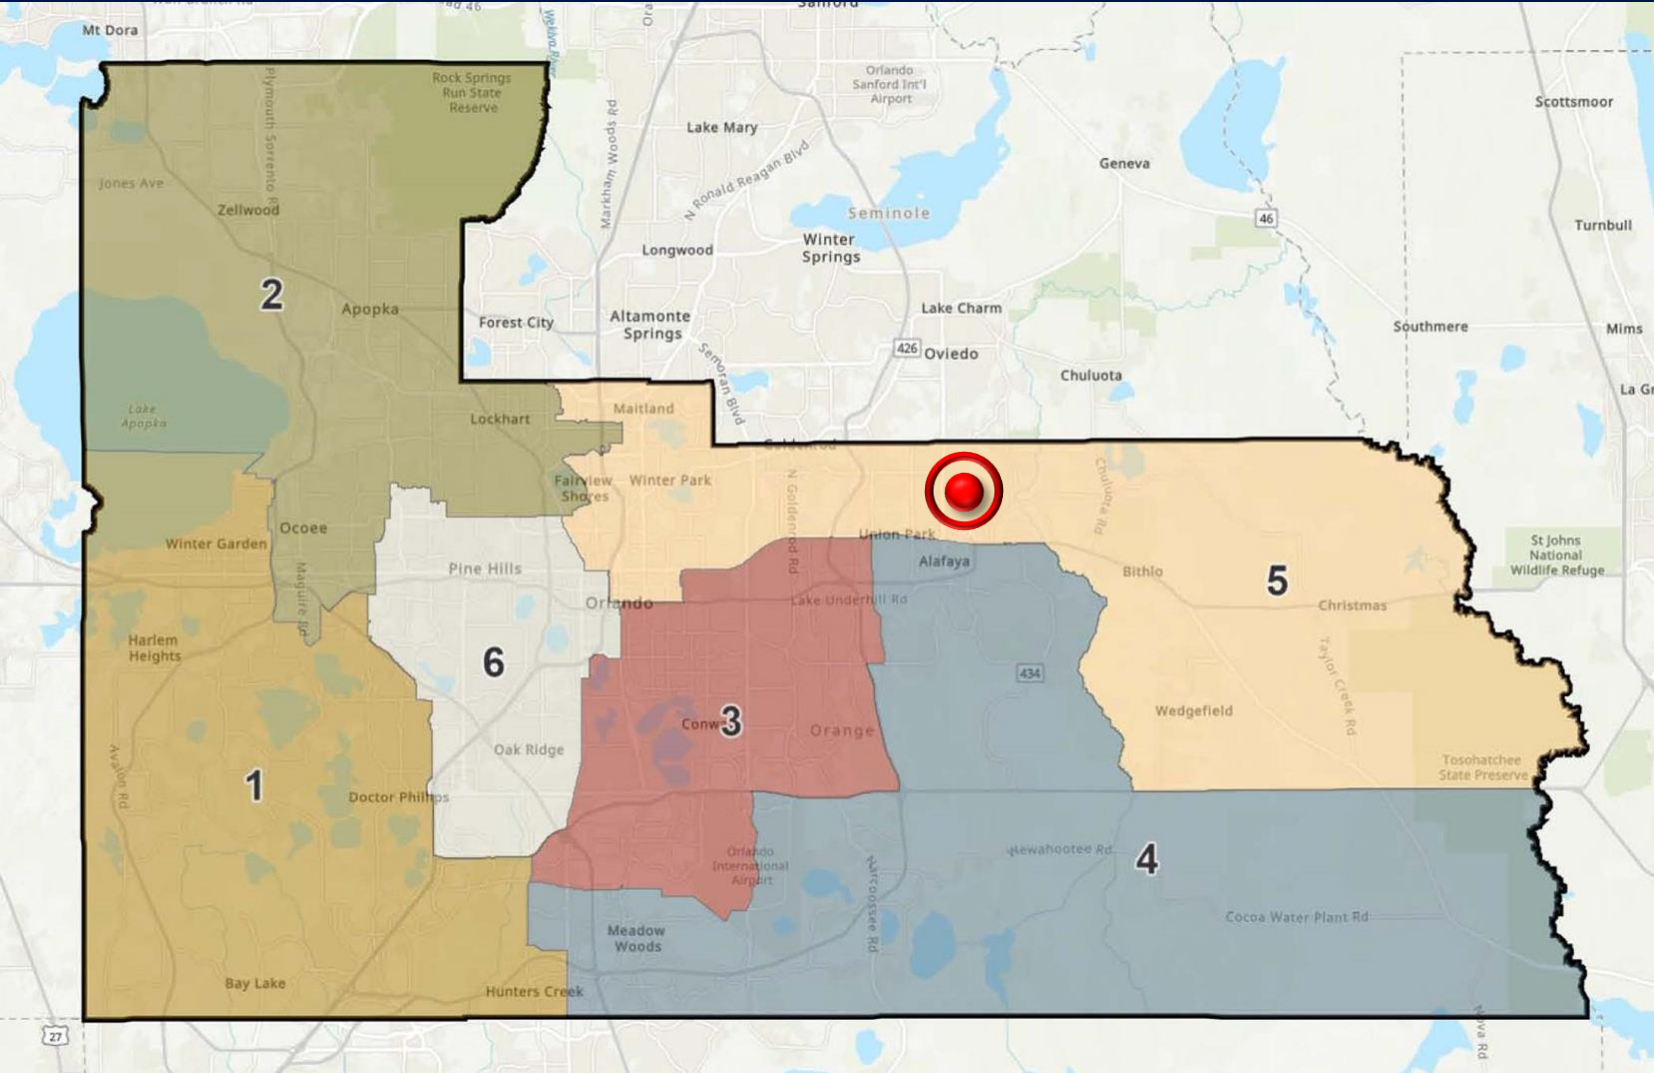 Mt Dora
Wekiva River
Sanford
Rock Springs
Run State
Reserve
Plymouth Sorrento R
Orlando
Sanford Int'l
Airport
Lake Mary
Markham Woods Rd
N Ronald Reagan Blvd
Scottsmoor
Geneva
Jones Ave
Zellwood
Seminole
46
Turnbull
Winter
Springs
Longwood
2
Apopka
Forest City
Altamonte
Springs
Lake Charm
Southmere
Mims
426
Oviedo
Semoran Blvd
Chuluota
La Gr
Lake
Apopka
Lockhart
Maitland
Goldenrod
Fairview
Shores
Winter Park
N Goldenrod Rd
Chuluota Rd
Ocoee
Winter Garden
Union Park
Alafaya
St Johns
National
Wildlife Refuge
Pine Hills
Maguire Rd
Bithlo
5
Orlando
Lake Underhill Rd
Christmas
Harlem
Heights
6
434
Taylor Creek Rd
Wedgefield
Conwa
3
Orange
Oak Ridge
Avalon Rd
1
Doctor Phillips
Tosohatchee
State Preserve
Orlando
International
Airport
Wewahootee Rd
4
Narcoossee Rd
Cocoa Water Plant Rd
Meadow
Woods
Bay Lake
Hunters Creek
27
Nova Rd